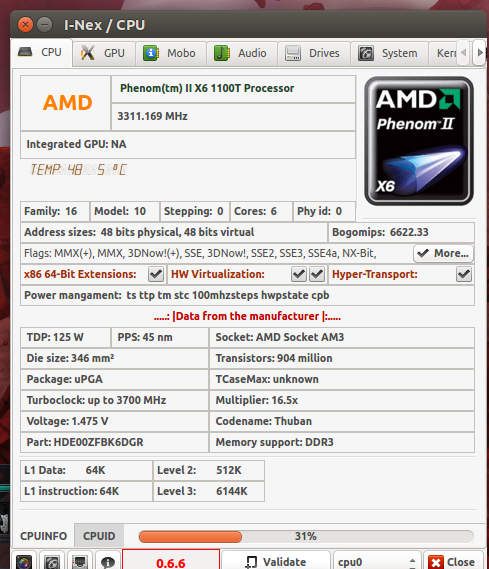 I-Nex / CPU
CPU GPU Mobo Audio Drives System Kern
AMD
Phenom(tm) II X6 1100T Processor
3311.169 MHz
Integrated GPU: NA
TEMP: 48 5 °C
AMD
Phenom™ II
X6
Family: 16 Model: 10 Stepping: 0 Cores: 6 Phy id: 0
Address sizes: 48 bits physical, 48 bits virtual Bogomips: 6622.33
Flags: MMX(+), MMX, 3DNow!(+), SSE, 3DNow!, SSE2, SSE3, SSE4a, NX-Bit, More...
x86 64-Bit Extensions: HW Virtualization: Hyper-Transport:
Power mangament: ts ttp tm stc 100mhzsteps hwpstate cpb
.....: |Data from the manufacturer |:.....
TDP: 125 W PPS: 45 nm Socket: AMD Socket AM3
Die size: 346 mm² Transistors: 904 million
Package: uPGA TCaseMax: unknown
Turboclock: up to 3700 MHz Multiplier: 16.5x
Voltage: 1.475 V Codename: Thuban
Part: HDE00ZFBK6DGR Memory support: DDR3
L1 Data: 64K Level 2: 512K
L1 instruction: 64K Level 3: 6144K
CPUINFO CPUID 31%
0.6.6 Validate cpu0 Close